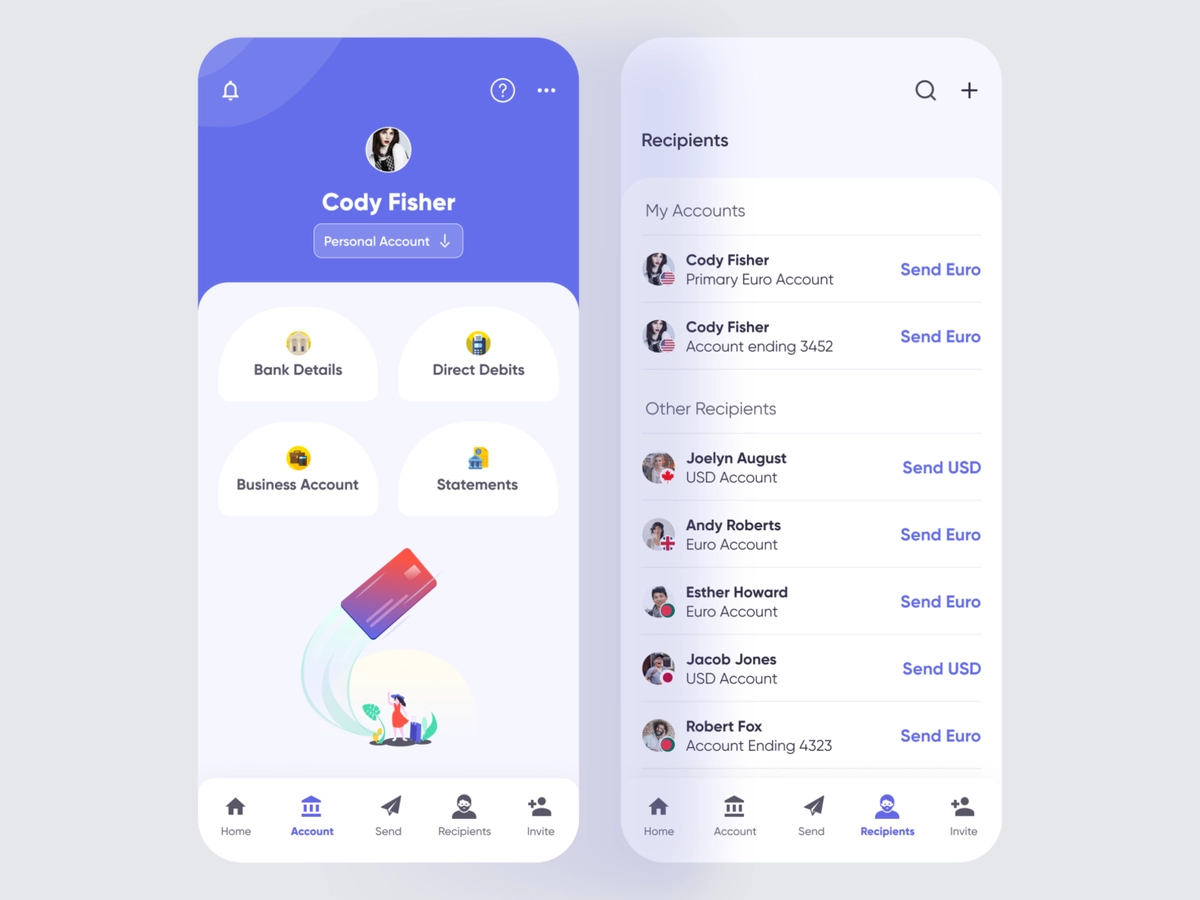 ?
Cody Fisher
Personal Account
Bank Details
Direct Debits
Business Account
Statements
Home
Account
Send
Recipients
Invite
Recipients
My Accounts
Cody Fisher
Primary Euro Account
Send Euro
Cody Fisher
Account ending 3452
Send Euro
Other Recipients
Joelyn August
USD Account
Send USD
Andy Roberts
Euro Account
Send Euro
Esther Howard
Euro Account
Send Euro
Jacob Jones
USD Account
Send USD
Robert Fox
Account Ending 4323
Send Euro
Home
Account
Send
Recipients
Invite